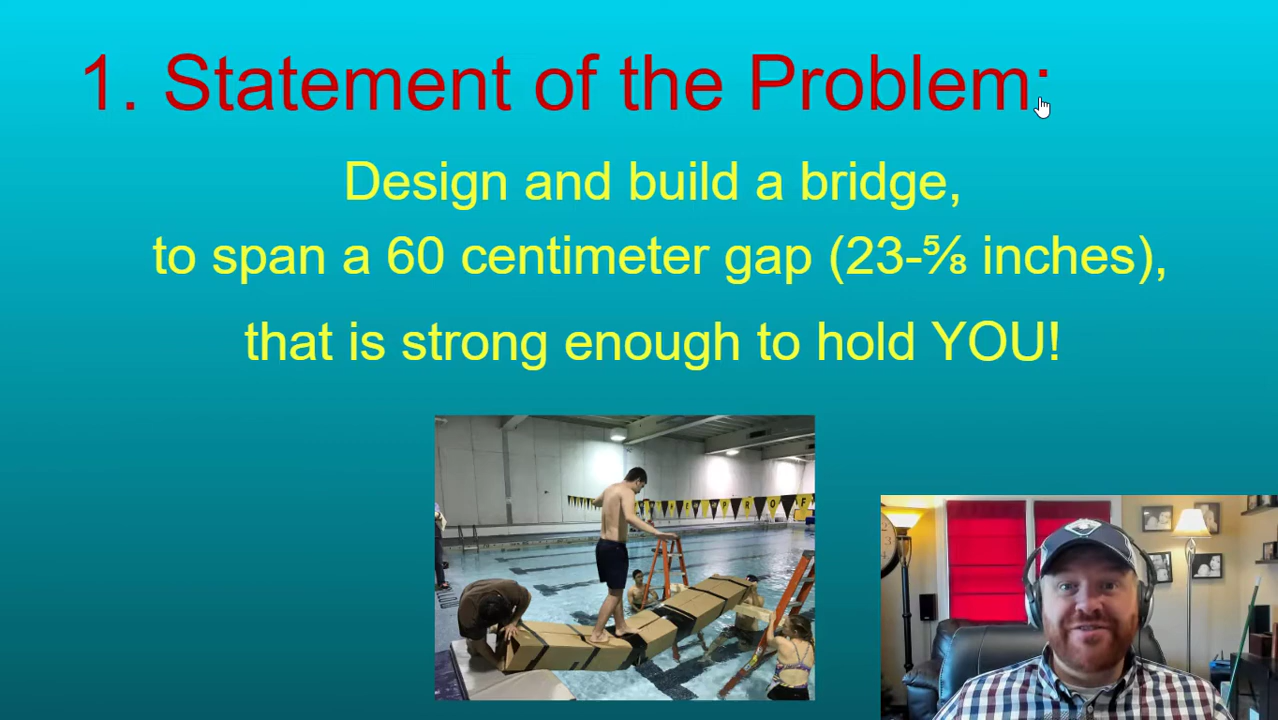 1. Statement of the Problem:
Design and build a bridge,
to span a 60 centimeter gap (23-⅝ inches),
that is strong enough to hold YOU!